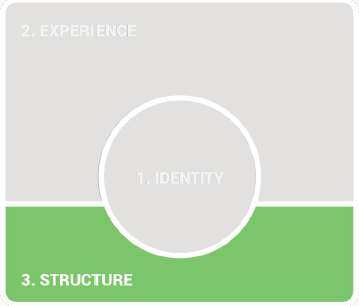 2. EXPERIENCE
1. IDENTITY
3. STRUCTURE